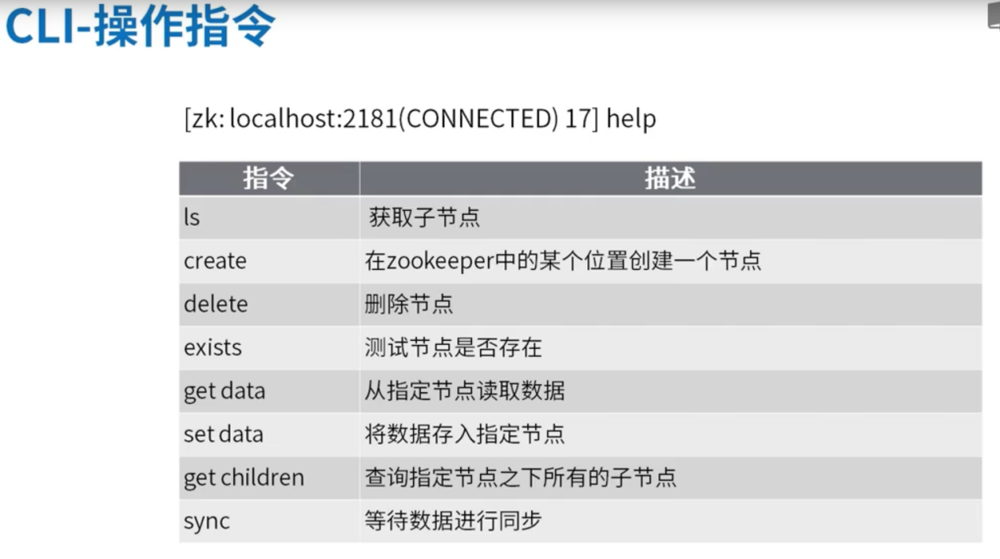 CLI-操作指令
[zk: localhost:2181(CONNECTED) 17] help
指令 描述
ls 获取子节点
create 在zookeeper中的某个位置创建一个节点
delete 删除节点
exists 测试节点是否存在
get data 从指定节点读取数据
set data 将数据存入指定节点
get children 查询指定节点之下所有的子节点
sync 等待数据进行同步